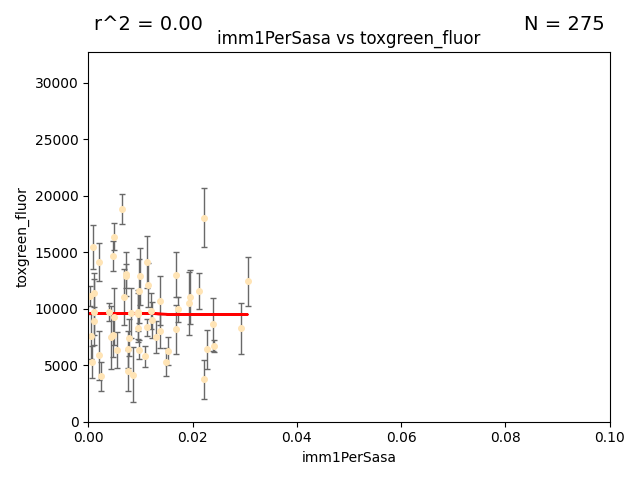 r^2 = 0.00
N = 275
imm1PerSasa vs toxgreen_fluor
30000
25000
20000
15000
10000
5000
0
toxgreen_fluor
0.00
0.02
0.04
0.06
0.08
0.10
imm1PerSasa